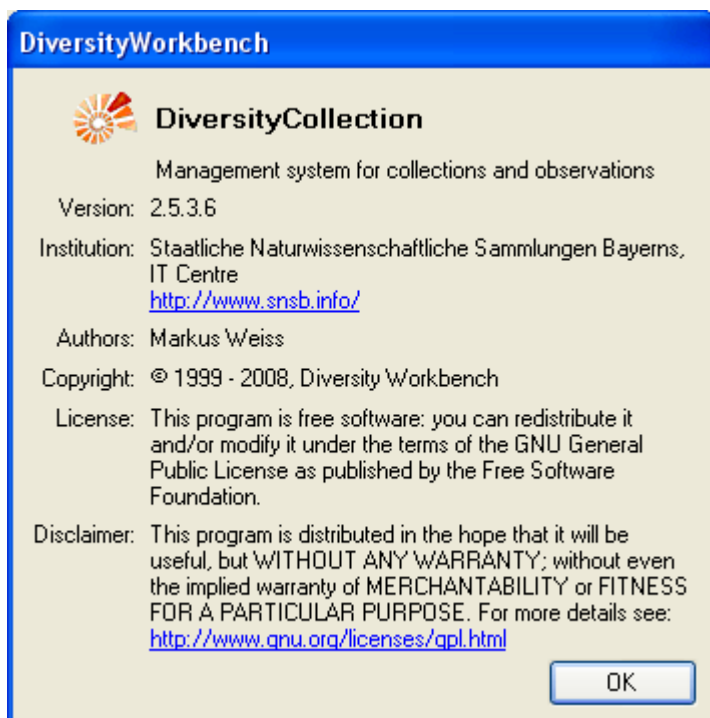 DiversityWorkbench
DiversityCollection
Management system for collections and observations
Version: 2.5.3.6
Institution: Staatliche Naturwissenschaftliche Sammlungen Bayerns,
IT Centre
http://www.snsb.info/
Authors: Markus Weiss
Copyright: © 1999 - 2008, Diversity Workbench
License: This program is free software: you can redistribute it
and/or modify it under the terms of the GNU General
Public License as published by the Free Software
Foundation.
Disclaimer: This program is distributed in the hope that it will be
useful, but WITHOUT ANY WARRANTY; without even
the implied warranty of MERCHANTABILITY or FITNESS
FOR A PARTICULAR PURPOSE. For more details see:
http://www.gnu.org/licenses/gpl.html
OK